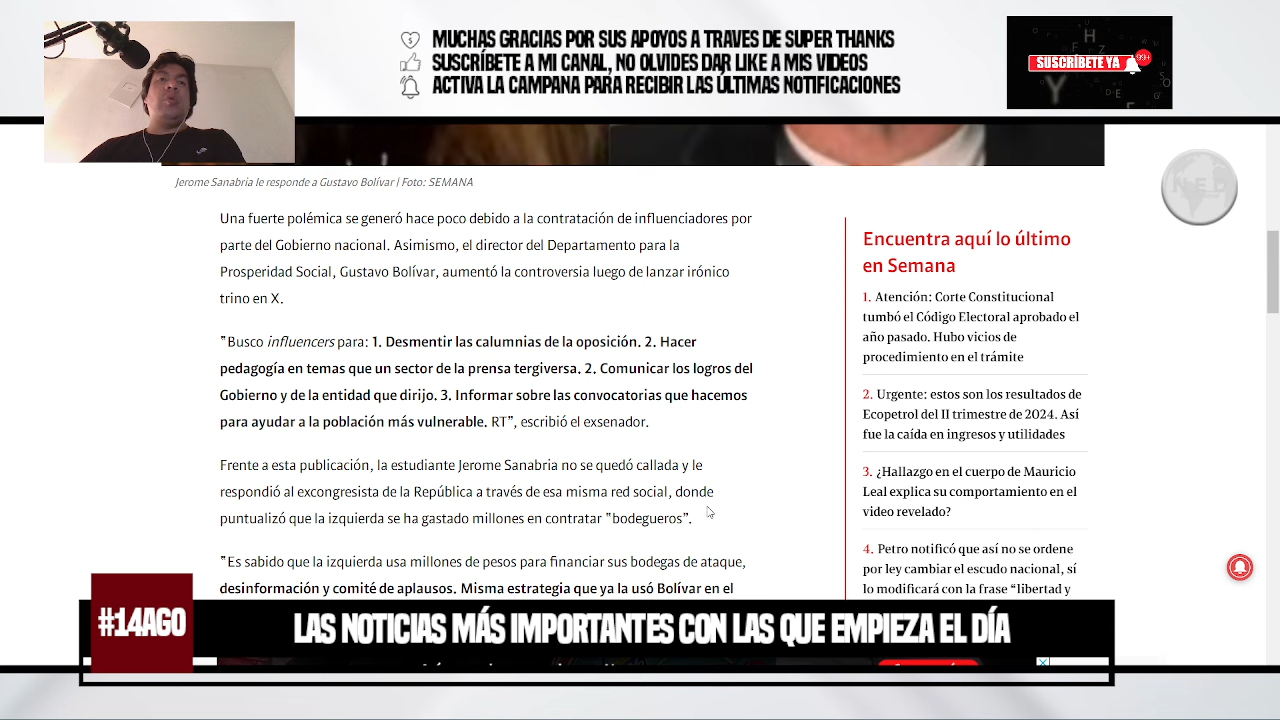 MUCHAS GRACIAS POR SUS APOYOS A TRAVES DE SUPER THANKS
SUSCRÍBETE A MI CANAL, NO OLVIDES DAR LIKE A MIS VIDEOS
ACTIVA LA CAMPANA PARA RECIBIR LAS ÚLTIMAS NOTIFICACIONES
SUSCRÍBETE YA
99+
Jerome Sanabria le responde a Gustavo Bolívar | Foto: SEMANA
Una fuerte polémica se generó hace poco debido a la contratación de influenciadores por
parte del Gobierno nacional. Asimismo, el director del Departamento para la
Prosperidad Social, Gustavo Bolívar, aumentó la controversia luego de lanzar irónico
trino en X.
“Busco influencers para: 1. Desmentir las calumnias de la oposición. 2. Hacer
pedagogía en temas que un sector de la prensa tergiversa. 2. Comunicar los logros del
Gobierno y de la entidad que dirijo. 3. Informar sobre las convocatorias que hacemos
para ayudar a la población más vulnerable. RT”, escribió el exsenador.
Frente a esta publicación, la estudiante Jerome Sanabria no se quedó callada y le
respondió al excongresista de la República a través de esa misma red social, donde
puntualizó que la izquierda se ha gastado millones en contratar “bodegueros”.
“Es sabido que la izquierda usa millones de pesos para financiar sus bodegas de ataque,
desinformación y comité de aplausos. Misma estrategia que ya la usó Bolívar en el
Encuentra aquí lo último
en Semana
1. Atención: Corte Constitucional
tumbó el Código Electoral aprobado el
año pasado. Hubo vicios de
procedimiento en el trámite
2. Urgente: estos son los resultados de
Ecopetrol del II trimestre de 2024. Así
fue la caída en ingresos y utilidades
3. ¿Hallazgo en el cuerpo de Mauricio
Leal explica su comportamiento en el
video revelado?
4. Petro notificó que así no se ordene
por ley cambiar el escudo nacional, sí
lo modificará con la frase “libertad y
#14AGO
LAS NOTICIAS MÁS IMPORTANTES CON LAS QUE EMPIEZA EL DÍA